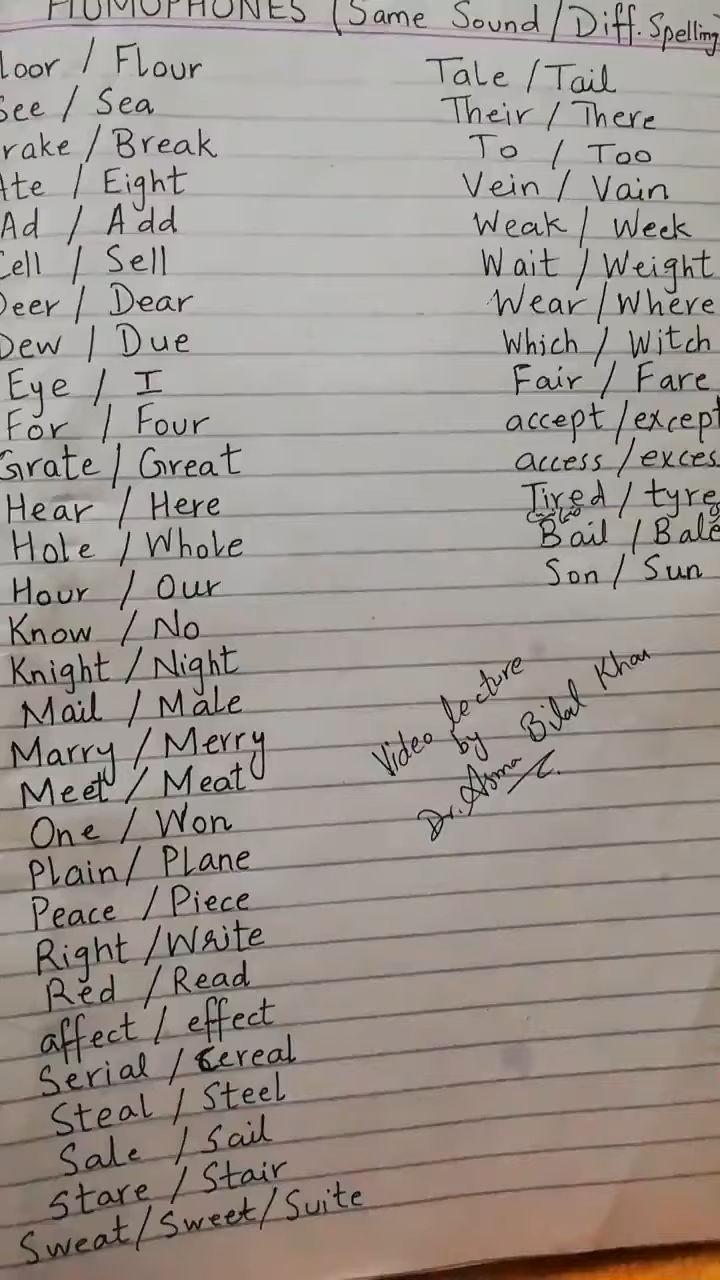 HOMOPHONES (Same Sound / Diff. Spelling
loor / Flour
See / Sea
rake / Break
Ate / Eight
Ad / Add
Cell / Sell
Deer / Dear
Dew / Due
Eye / I
For / Four
Grate / Great
Hear / Here
Hole / Whole
Hour / Our
Know / No
Knight / Night
Mail / Male
Marry / Merry
Meet / Meat
One / Won
Plain / Plane
Peace / Piece
Right / Write
Red / Read
affect / effect
Serial / Cereal
Steal / Steel
Sale / Sail
Stare / Stair
Sweat / Sweet / Suite
Tale / Tail
Their / There
To / Too
Vein / Vain
Weak / Week
Wait / Weight
Wear / Where
Which / Witch
Fair / Fare
accept / except
access / exces
Tired / tyre
Bail / Bale
Son / Sun
Video lecture
by
Dr. Asma Bilal Khan